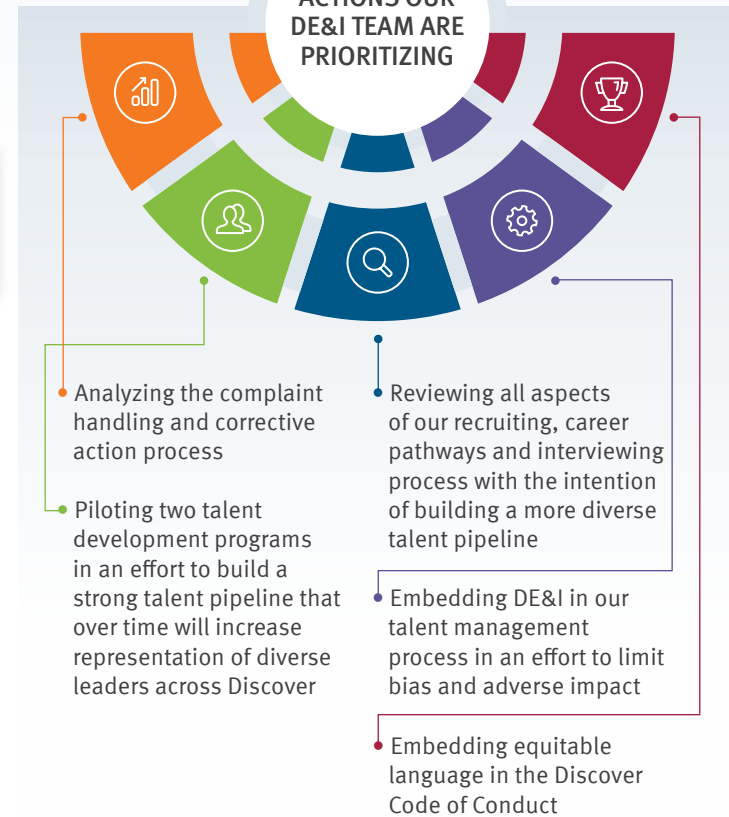 ACTIONS OUR
DE&I TEAM ARE
PRIORITIZING
Analyzing the complaint
handling and corrective
action process
Piloting two talent
development programs
in an effort to build a
strong talent pipeline that
over time will increase
representation of diverse
leaders across Discover
Reviewing all aspects
of our recruiting, career
pathways and interviewing
process with the intention
of building a more diverse
talent pipeline
Embedding DE&I in our
talent management
process in an effort to limit
bias and adverse impact
Embedding equitable
language in the Discover
Code of Conduct